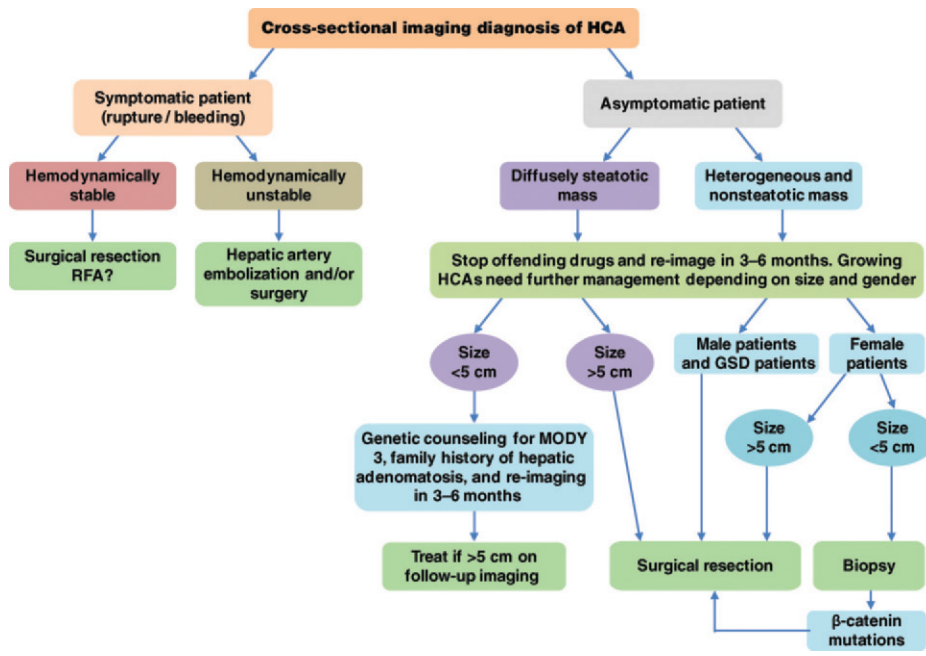 Cross-sectional imaging diagnosis of HCA
Symptomatic patient
(rupture / bleeding)
Asymptomatic patient
Hemodynamically
stable
Hemodynamically
unstable
Diffusely steatotic
mass
Heterogeneous and
nonsteatotic mass
Surgical resection
RFA?
Hepatic artery
embolization and/or
surgery
Stop offending drugs and re-image in 3–6 months. Growing
HCAs need further management depending on size and gender
Size
<5 cm
Size
>5 cm
Male patients
and GSD patients
Female
patients
Size
>5 cm
Size
<5 cm
Genetic counseling for MODY
3, family history of hepatic
adenomatosis, and re-imaging
in 3–6 months
Treat if >5 cm on
follow-up imaging
Surgical resection
Biopsy
β-catenin
mutations